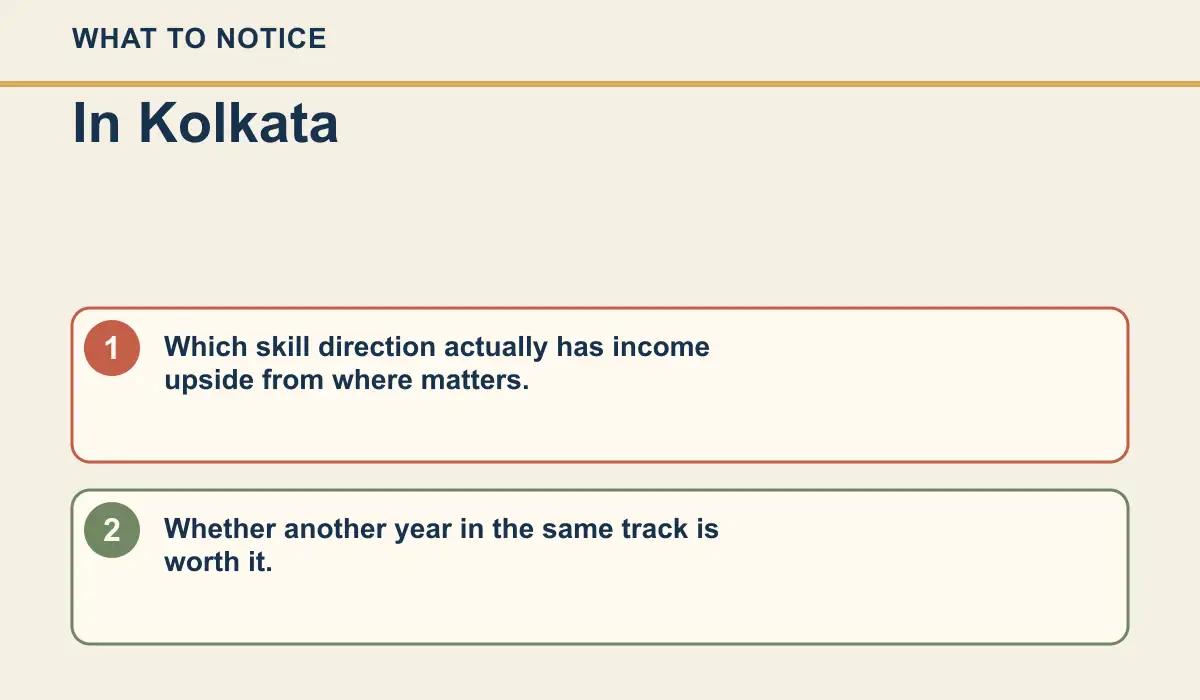 WHAT TO NOTICE
In Kolkata
1
Which skill direction actually has income
upside from where matters.
2
Whether another year in the same track is
worth it.